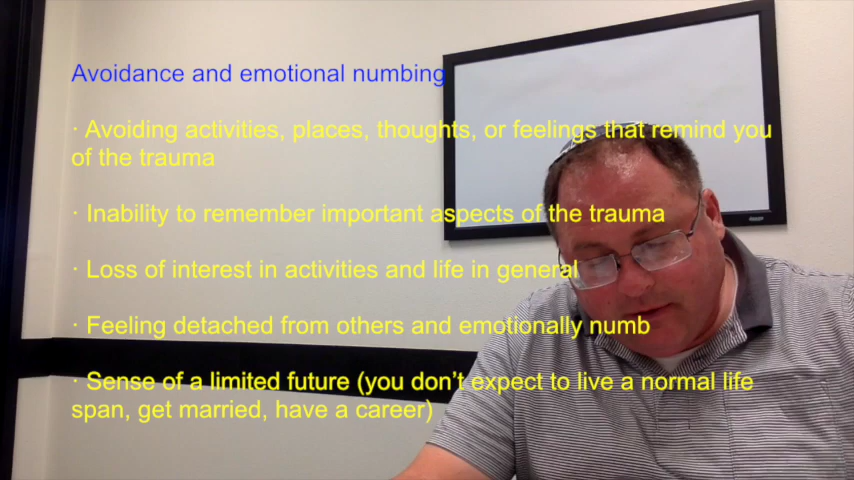 Avoidance and emotional numbing
· Avoiding activities, places, thoughts, or feelings that remind you
of the trauma
· Inability to remember important aspects of the trauma
· Loss of interest in activities and life in general
· Feeling detached from others and emotionally numb
· Sense of a limited future (you don’t expect to live a normal life
span, get married, have a career)